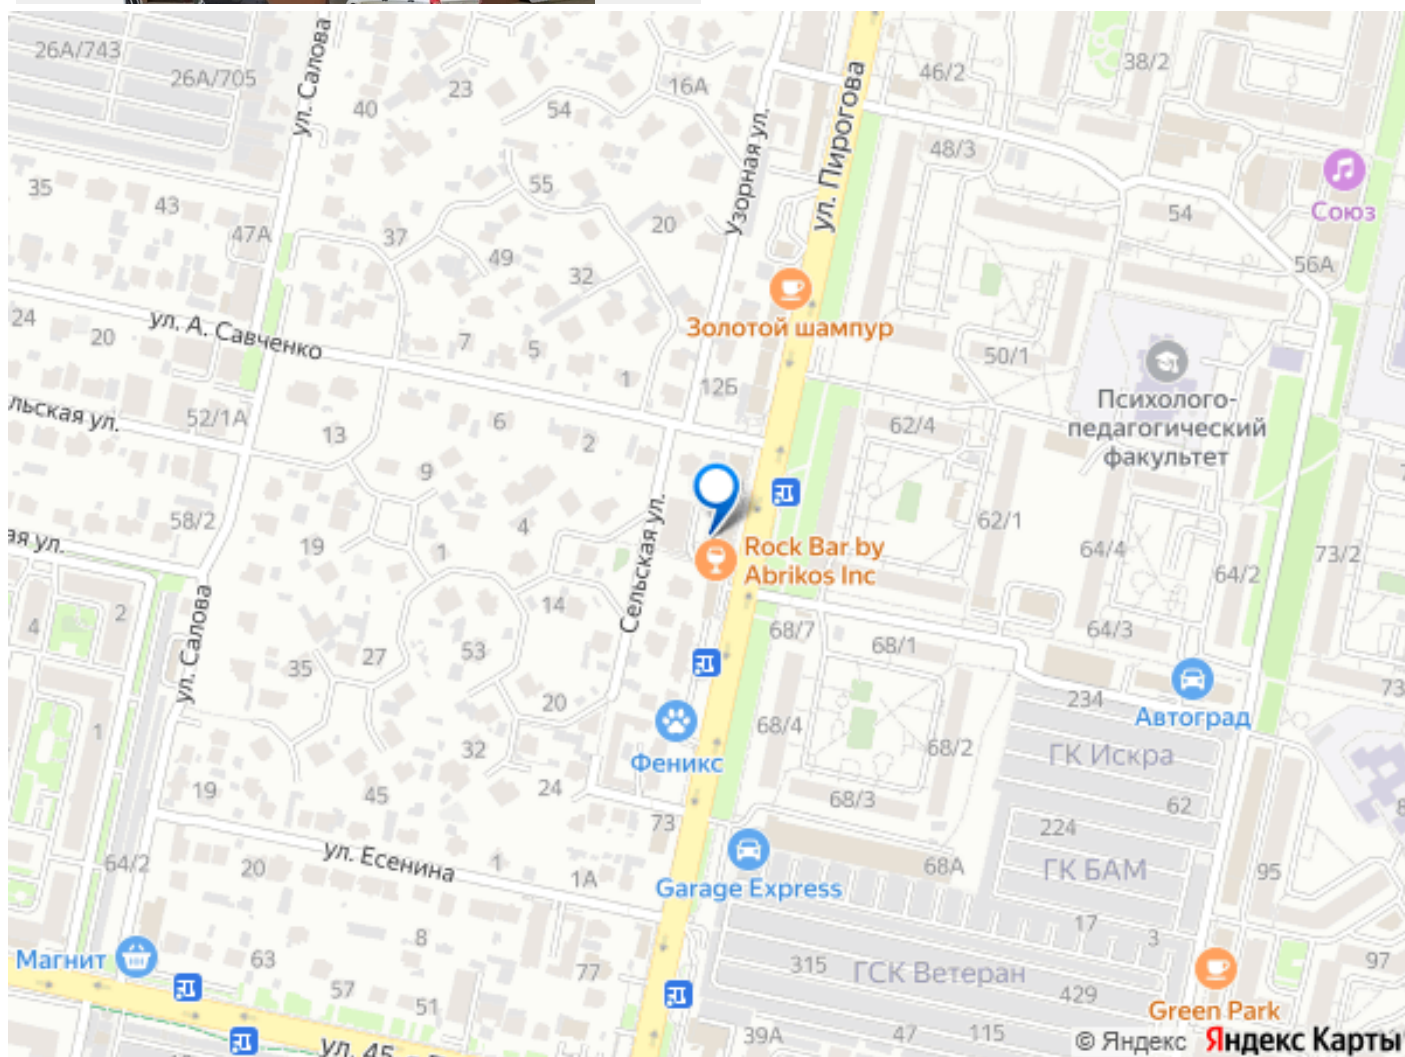 26А/743
26А/705
ул. Салова
40
23
54
16А
ул. Пирогова
46/2
38/2
48/3
Узорная ул.
35
43
47А
37
55
49
32
20
54
Союз
56А
24
20
ул. А. Савченко
7
5
1
Золотой шампур
12Б
50/1
Психолого-
педагогический
факультет
льская ул.
52/1А
13
6
2
62/4
9
58/2
ая ул.
19
1
4
Сельская ул.
62/1
64/4
64/2
73/2
Rock Bar by
Abrikos Inc
4
2
ул. Салова
35
27
53
14
68/7
68/1
64/3
1
20
32
24
Феникс
68/4
68/2
234
Автоград
73
ГК Искра
62
19
45
73
68/3
224
64/2
20
ул. Есенина
1
1А
Garage Express
68А
ГК БАМ
95
17
3
Магнит
63
8
57
51
77
315
ГСК Ветеран
429
97
Green Park
39А
47
115
ул. 45
© Яндекс Яндекс Карты